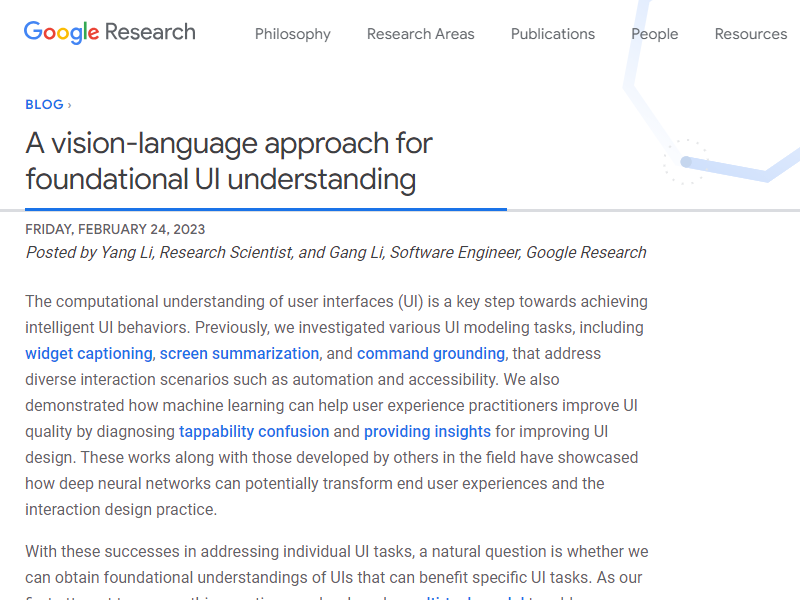 Google Research
Philosophy
Research Areas
Publications
People
Resources
BLOG ›
A vision-language approach for
foundational UI understanding
FRIDAY, FEBRUARY 24, 2023
Posted by Yang Li, Research Scientist, and Gang Li, Software Engineer, Google Research
The computational understanding of user interfaces (UI) is a key step towards achieving
intelligent UI behaviors. Previously, we investigated various UI modeling tasks, including
widget captioning, screen summarization, and command grounding, that address
diverse interaction scenarios such as automation and accessibility. We also
demonstrated how machine learning can help user experience practitioners improve UI
quality by diagnosing tappability confusion and providing insights for improving UI
design. These works along with those developed by others in the field have showcased
how deep neural networks can potentially transform end user experiences and the
interaction design practice.
With these successes in addressing individual UI tasks, a natural question is whether we
can obtain foundational understandings of UIs that can benefit specific UI tasks. As our